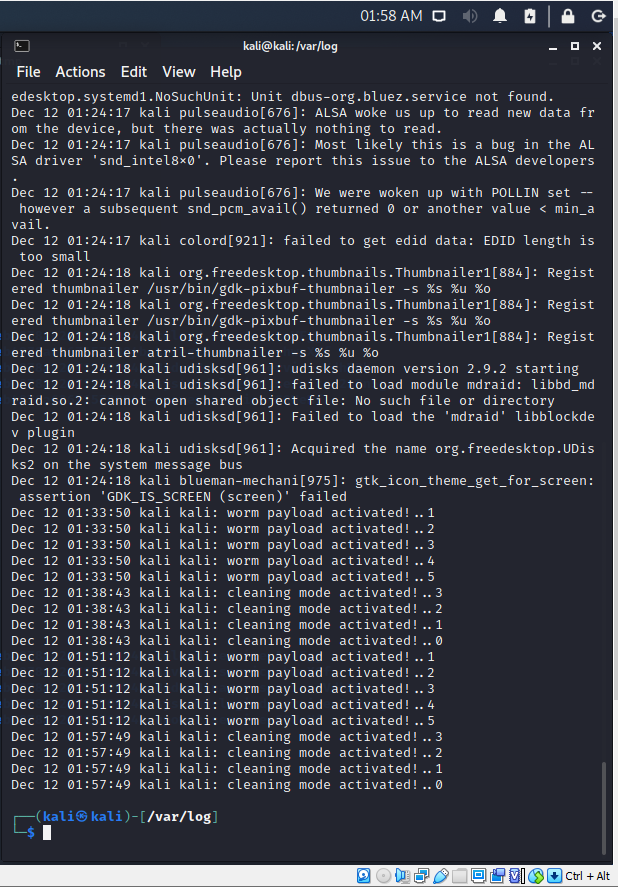 01:58 AM
kali@kali: /var/log
File Actions Edit View Help
edesktop.systemd1.NoSuchUnit: Unit dbus-org.bluez.service not found.
Dec 12 01:24:17 kali pulseaudio[676]: ALSA woke us up to read new data fr
om the device, but there was actually nothing to read.
Dec 12 01:24:17 kali pulseaudio[676]: Most likely this is a bug in the AL
SA driver 'snd_intel8×0'. Please report this issue to the ALSA developers
.
Dec 12 01:24:17 kali pulseaudio[676]: We were woken up with POLLIN set --
 however a subsequent snd_pcm_avail() returned 0 or another value < min_a
vail.
Dec 12 01:24:17 kali colord[921]: failed to get edid data: EDID length is
 too small
Dec 12 01:24:18 kali org.freedesktop.thumbnails.Thumbnailer1[884]: Regist
ered thumbnailer /usr/bin/gdk-pixbuf-thumbnailer -s %s %u %o
Dec 12 01:24:18 kali org.freedesktop.thumbnails.Thumbnailer1[884]: Regist
ered thumbnailer /usr/bin/gdk-pixbuf-thumbnailer -s %s %u %o
Dec 12 01:24:18 kali org.freedesktop.thumbnails.Thumbnailer1[884]: Regist
ered thumbnailer atril-thumbnailer -s %s %u %o
Dec 12 01:24:18 kali udisksd[961]: udisks daemon version 2.9.2 starting
Dec 12 01:24:18 kali udisksd[961]: failed to load module mdraid: libbd_md
raid.so.2: cannot open shared object file: No such file or directory
Dec 12 01:24:18 kali udisksd[961]: Failed to load the 'mdraid' libblockde
v plugin
Dec 12 01:24:18 kali udisksd[961]: Acquired the name org.freedesktop.UDis
ks2 on the system message bus
Dec 12 01:24:18 kali blueman-mechani[975]: gtk_icon_theme_get_for_screen:
 assertion 'GDK_IS_SCREEN (screen)' failed
Dec 12 01:33:50 kali kali: worm payload activated!..1
Dec 12 01:33:50 kali kali: worm payload activated!..2
Dec 12 01:33:50 kali kali: worm payload activated!..3
Dec 12 01:33:50 kali kali: worm payload activated!..4
Dec 12 01:33:50 kali kali: worm payload activated!..5
Dec 12 01:38:43 kali kali: cleaning mode activated!..3
Dec 12 01:38:43 kali kali: cleaning mode activated!..2
Dec 12 01:38:43 kali kali: cleaning mode activated!..1
Dec 12 01:38:43 kali kali: cleaning mode activated!..0
Dec 12 01:51:12 kali kali: worm payload activated!..1
Dec 12 01:51:12 kali kali: worm payload activated!..2
Dec 12 01:51:12 kali kali: worm payload activated!..3
Dec 12 01:51:12 kali kali: worm payload activated!..4
Dec 12 01:51:12 kali kali: worm payload activated!..5
Dec 12 01:57:49 kali kali: cleaning mode activated!..3
Dec 12 01:57:49 kali kali: cleaning mode activated!..2
Dec 12 01:57:49 kali kali: cleaning mode activated!..1
Dec 12 01:57:49 kali kali: cleaning mode activated!..0
┌──(kali㉿kali)-[/var/log]
└─$
Ctrl + Alt